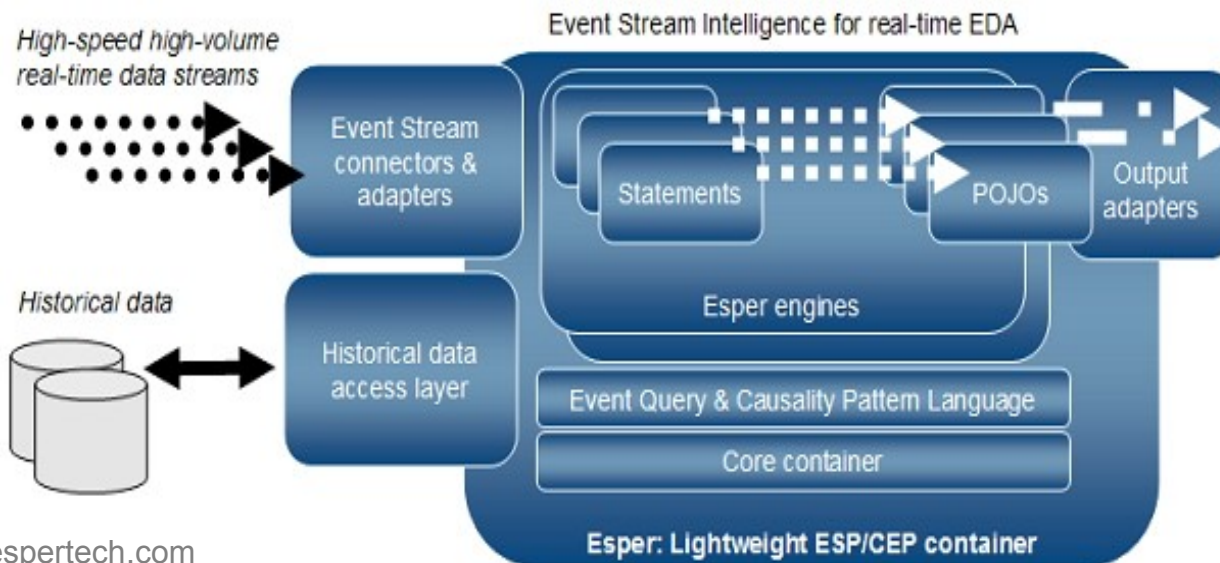 Event Stream Intelligence for real-time EDA
High-speed high-volume
real-time data streams
Event Stream
connectors &
adapters
Statements
POJOs
Output
adapters
Esper engines
Historical data
Historical data
access layer
Event Query & Causality Pattern Language
Core container
Esper: Lightweight ESP/CEP container
espertech.com